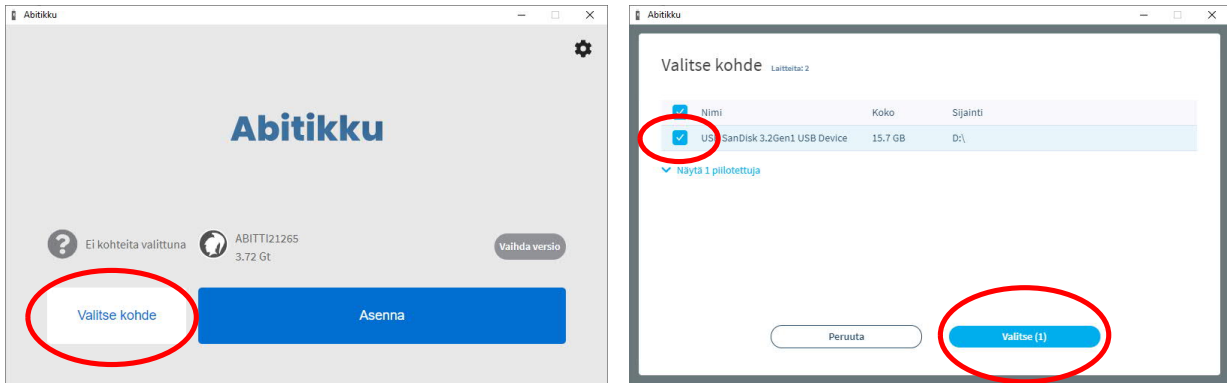 Abitikku
Abitikku
Ei kohteita valittuna
ABITTI21265
3.72 Gt
Vaihda versio
Valitse kohde
Asenna
Abitikku
Valitse kohde Laitteita: 2
Nimi Koko Sijainti
USB SanDisk 3.2Gen1 USB Device 15.7 GB D:\
Näytä 1 piilotettuja
Peruuta
Valitse (1)